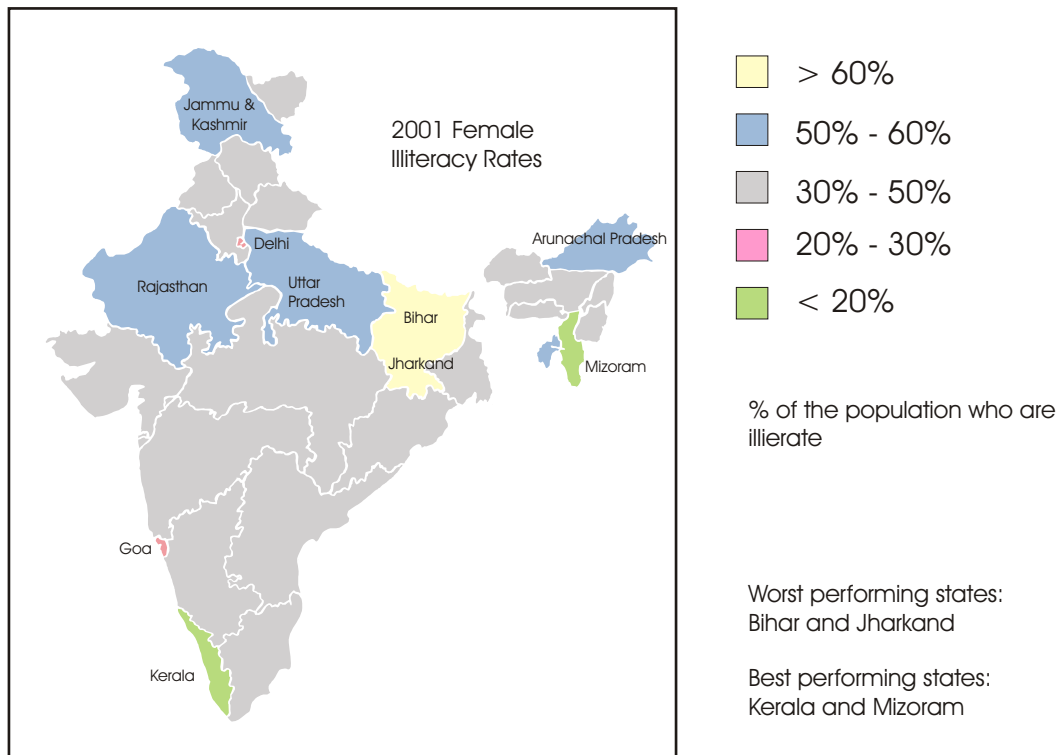 2001 Female
Illiteracy Rates
Jammu &
Kashmir
Delhi
Arunachal Pradesh
Rajasthan
Uttar
Pradesh
Bihar
Jharkand
Mizoram
Goa
Kerala
> 60%
50% - 60%
30% - 50%
20% - 30%
< 20%
% of the population who are
illierate
Worst performing states:
Bihar and Jharkand
Best performing states:
Kerala and Mizoram